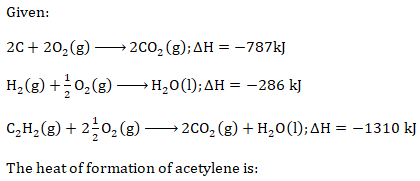 Given:
2C + 2O₂(g) ⟶ 2CO₂(g); ΔH = −787kJ
H₂(g) + ½O₂(g) ⟶ H₂O(l); ΔH = −286 kJ
C₂H₂(g) + 2½O₂(g) ⟶ 2CO₂(g) + H₂O(l); ΔH = −1310 kJ
The heat of formation of acetylene is: